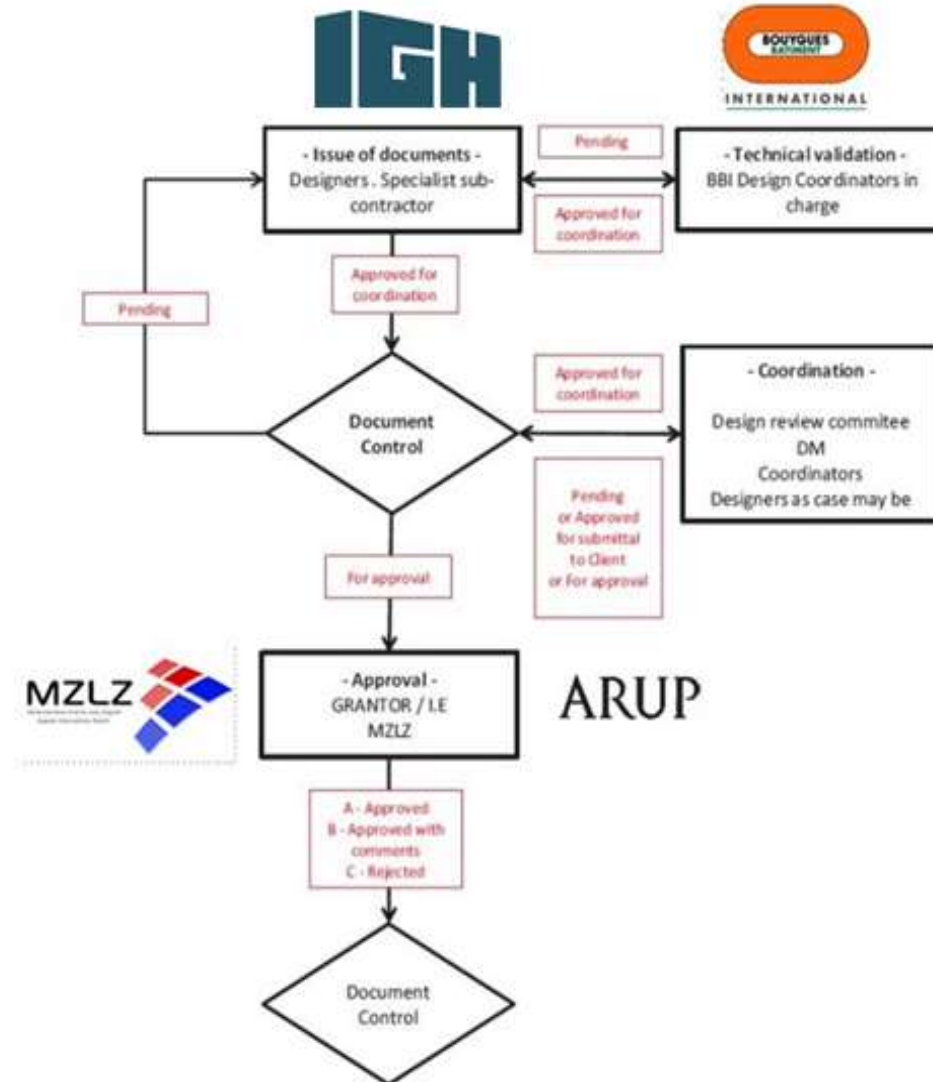 IGH
BOUYGUES
BATIMENT
INTERNATIONAL
- Issue of documents -
Designers . Specialist sub-
contractor
Pending
Approved for
coordination
- Technical validation -
BBI Design Coordinators in
charge
Approved for
coordination
Pending
Document
Control
Approved for
coordination
Pending
or Approved
for submittal
to Client
or For approval
- Coordination -
Design review commitee
DM
Coordinators
Designers as case may be
For approval
MZLZ
- Approval -
GRANTOR / I.E
MZLZ
ARUP
A - Approved
B - Approved with
comments
C - Rejected
Document
Control